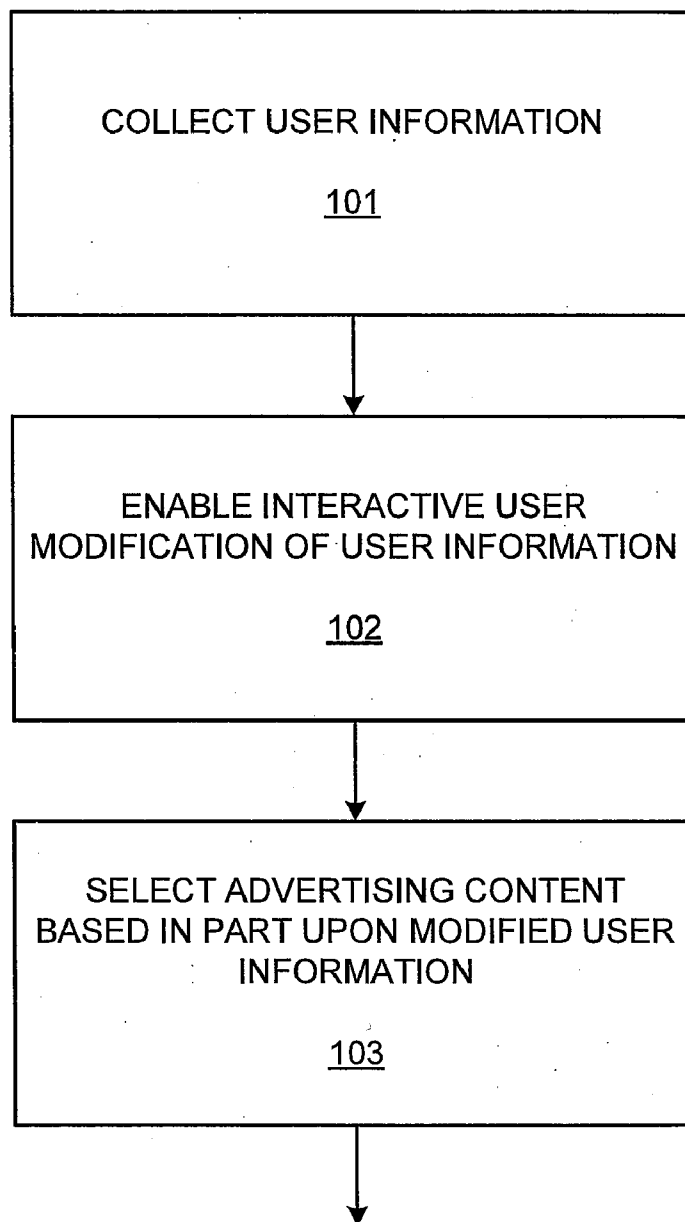 COLLECT USER INFORMATION
101
ENABLE INTERACTIVE USER
MODIFICATION OF USER INFORMATION
102
SELECT ADVERTISING CONTENT
BASED IN PART UPON MODIFIED USER
INFORMATION
103